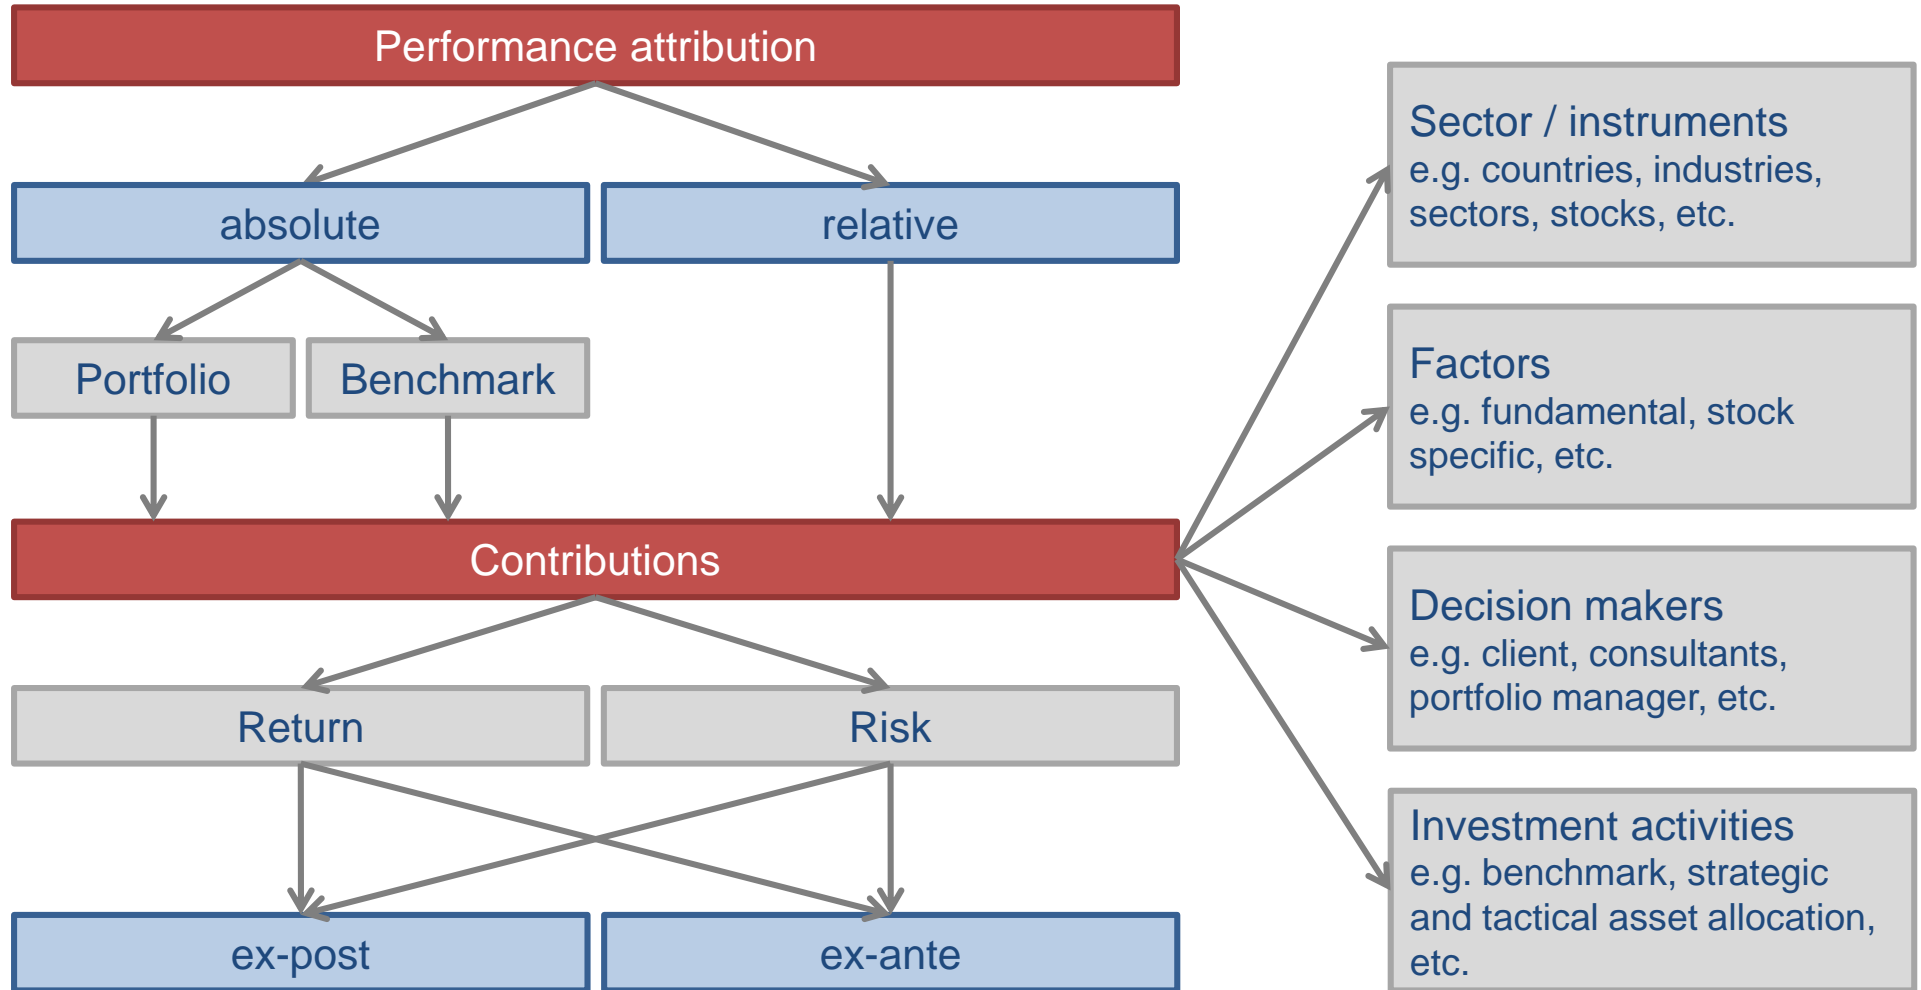 Performance attribution
absolute
relative
Portfolio
Benchmark
Contributions
Return
Risk
ex-post
ex-ante
Sector / instruments
e.g. countries, industries,
sectors, stocks, etc.
Factors
e.g. fundamental, stock
specific, etc.
Decision makers
e.g. client, consultants,
portfolio manager, etc.
Investment activities
e.g. benchmark, strategic
and tactical asset allocation,
etc.